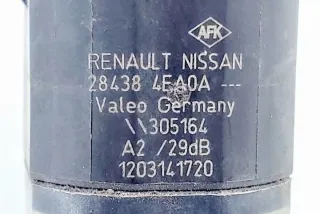 AFK
RENAULT NISSAN
28438 4EA0A ---
Valeo Germany
\\305164
A2 /29dB
1203141720